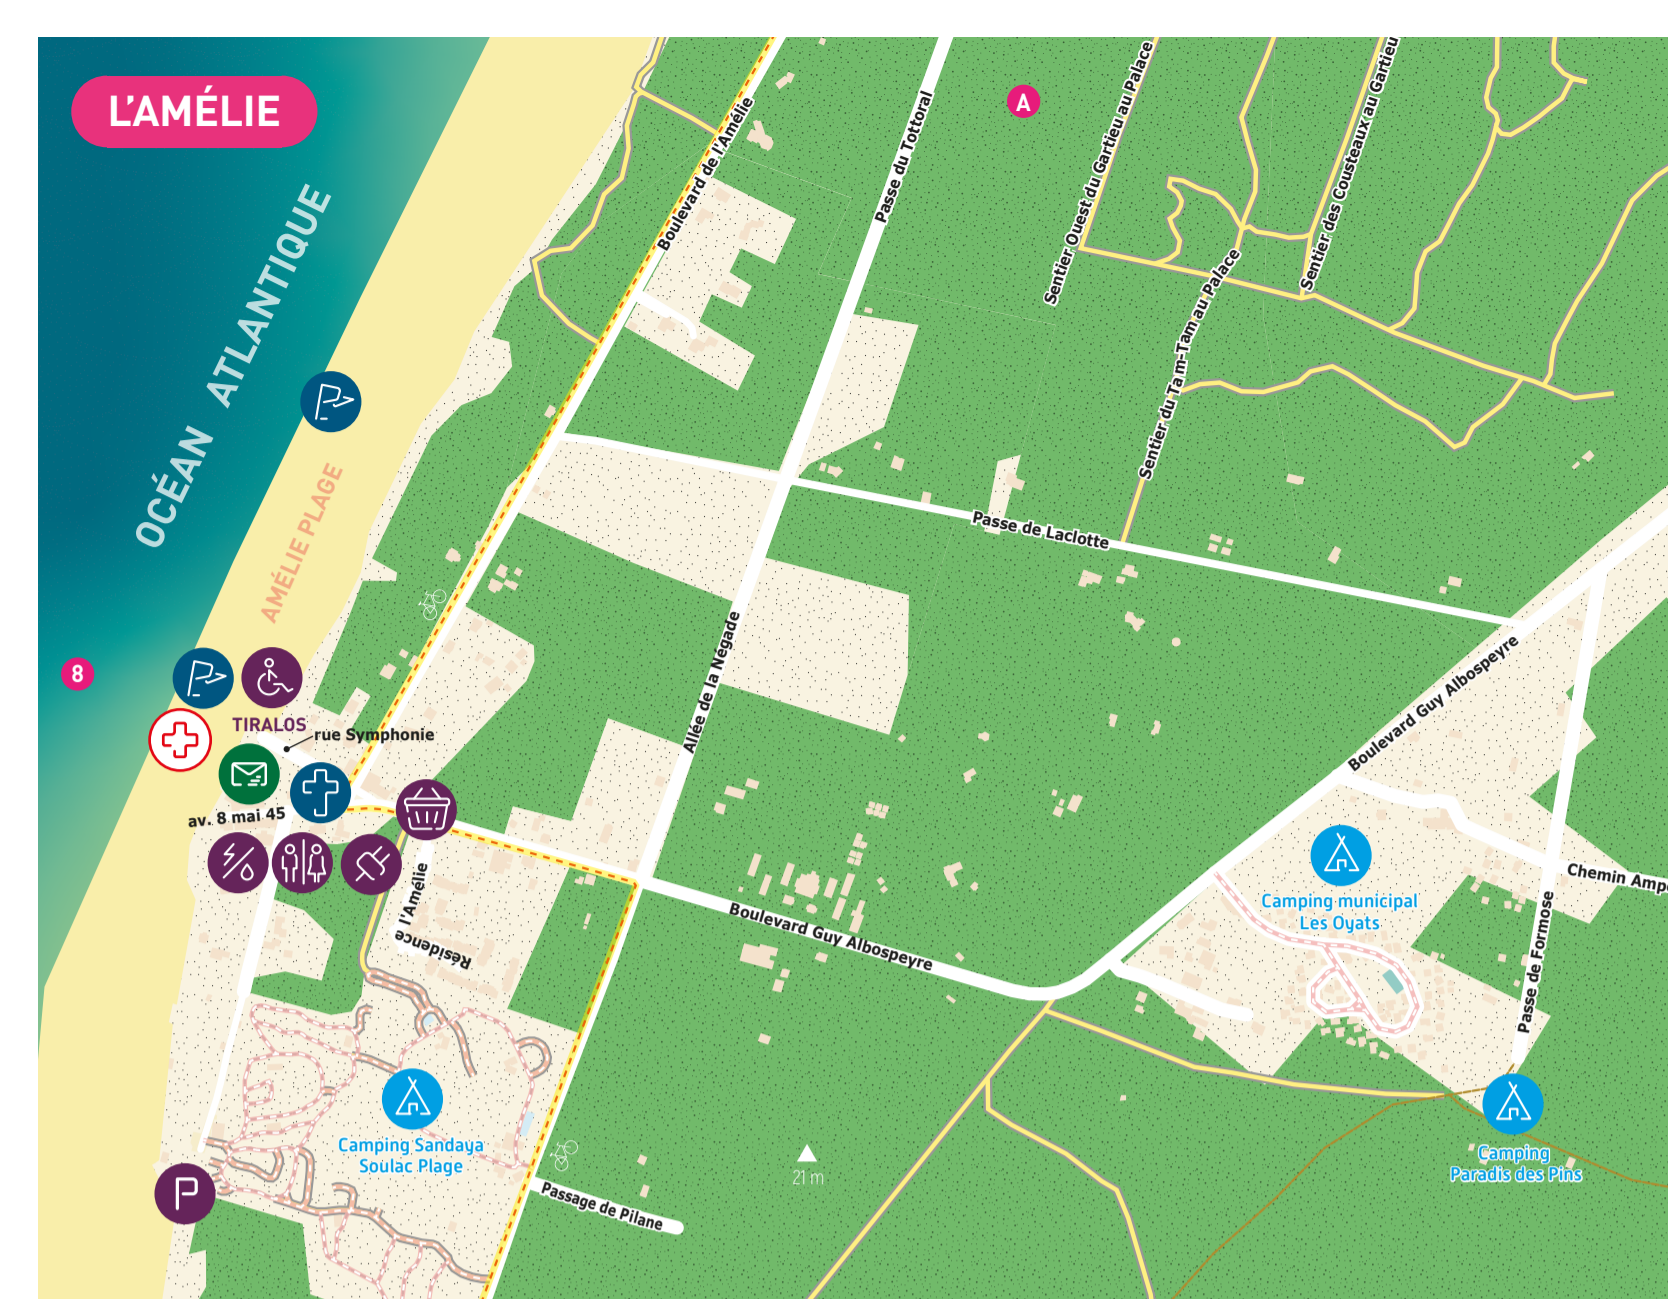 L'AMÉLIE
A
OCÉAN ATLANTIQUE
AMÉLIE PLAGE
Boulevard de l'Amélie
Passe du Tottoral
Sentier Ouest du Gartieu au Palace
Sentier des Cousteaux au Gartieu
Sentier du Tam-Tam au Palace
Passe de Laclotte
Allée de la Négade
Boulevard Guy Albospeyre
8
TIRALOS
rue Symphonie
av. 8 mai 45
Résidence l'Amélie
Boulevard Guy Albospeyre
Camping municipal
Les Oyats
Chemin Amp
Passe de Formose
Camping Sandaya
Soulac Plage
P
21 m
Passage de Pilane
Camping
Paradis des Pins